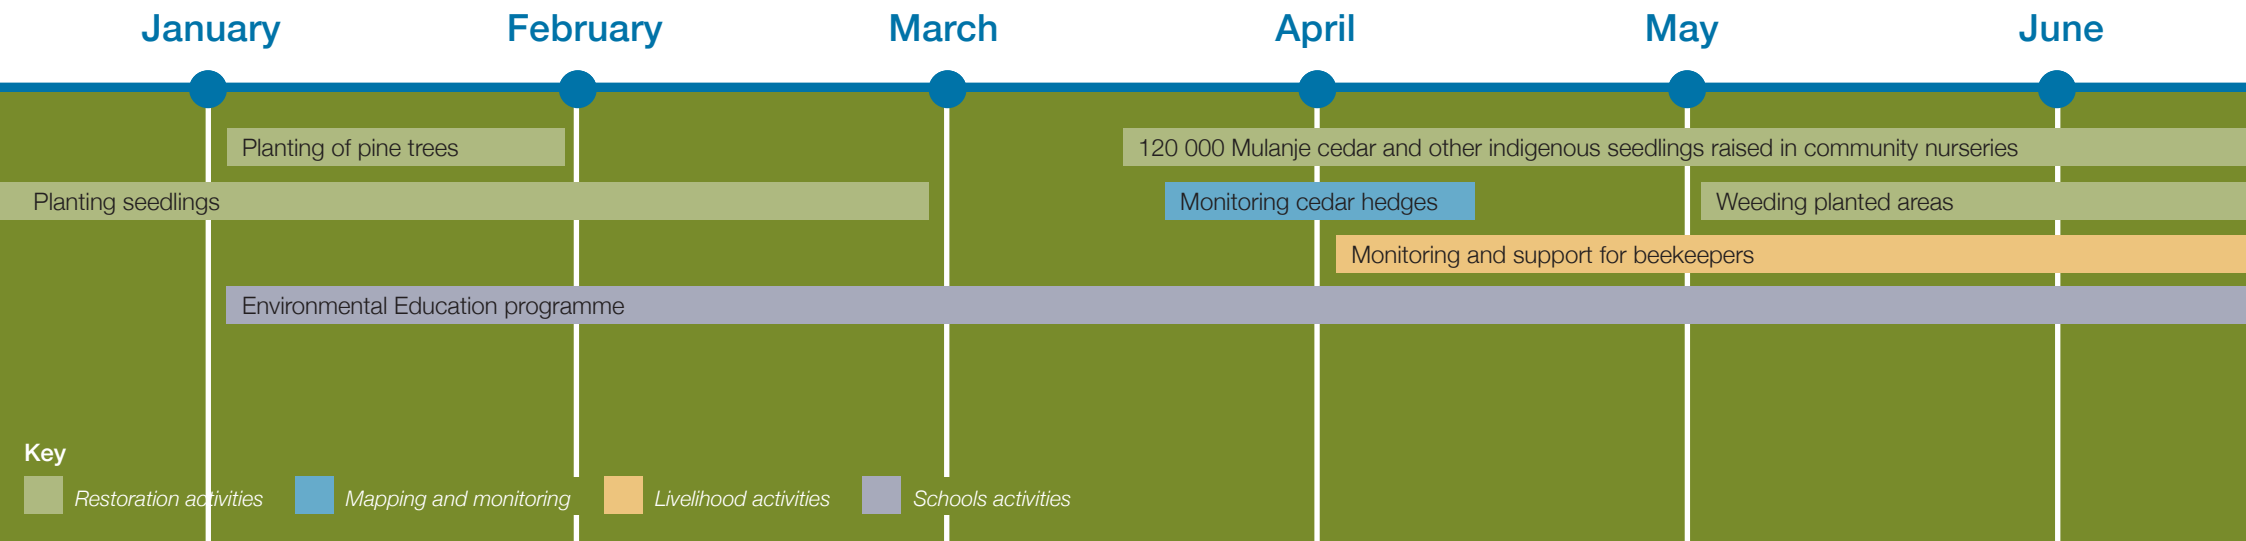 January
February
March
April
May
June
Planting of pine trees
120 000 Mulanje cedar and other indigenous seedlings raised in community nurseries
Planting seedlings
Monitoring cedar hedges
Weeding planted areas
Monitoring and support for beekeepers
Environmental Education programme
Key
Restoration activities
Mapping and monitoring
Livelihood activities
Schools activities